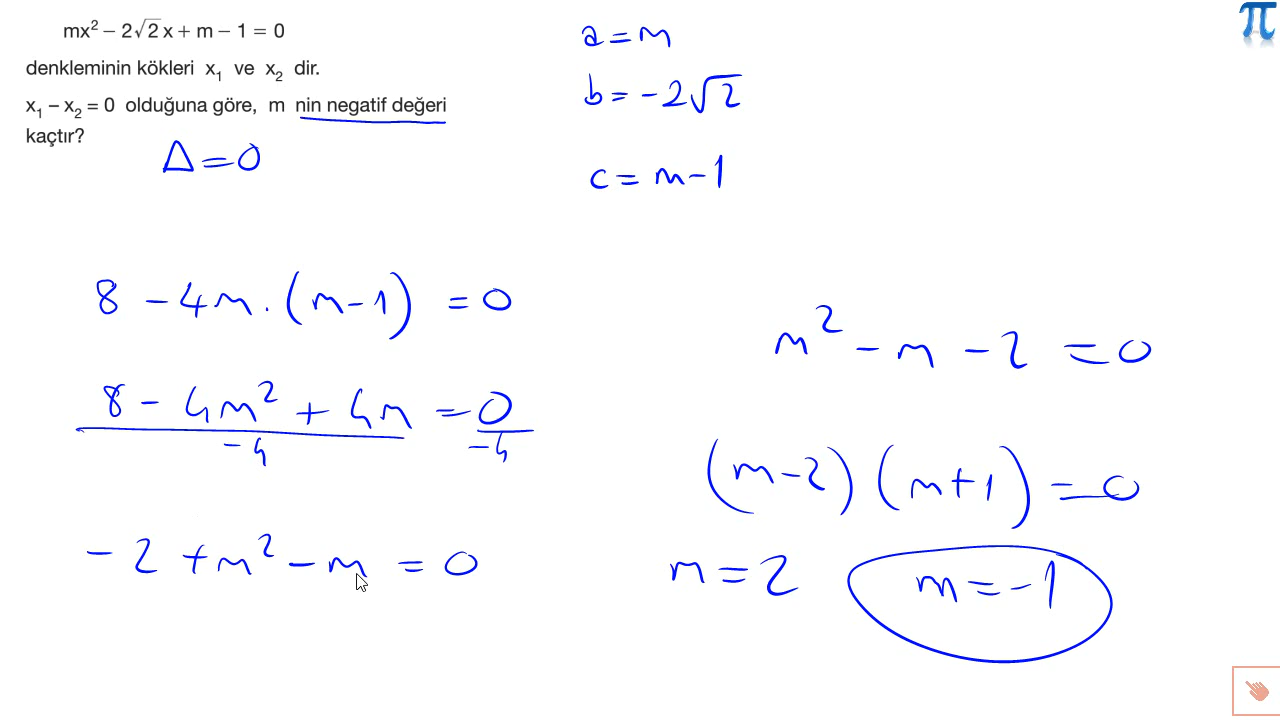 mx² − 2√2x + m − 1 = 0
denkleminin kökleri x₁ ve x₂ dir.
x₁ − x₂ = 0 olduğuna göre, m nin negatif değeri
kaçtır?
Δ = 0
a = m
b = −2√2
c = m − 1
8 − 4m.(m−1) = 0
8 − 4m² + 4m = 0
−4 −4
−2 + m² − m = 0
m² − m − 2 = 0
(m−2)(m+1) = 0
m = 2 m = −1
π